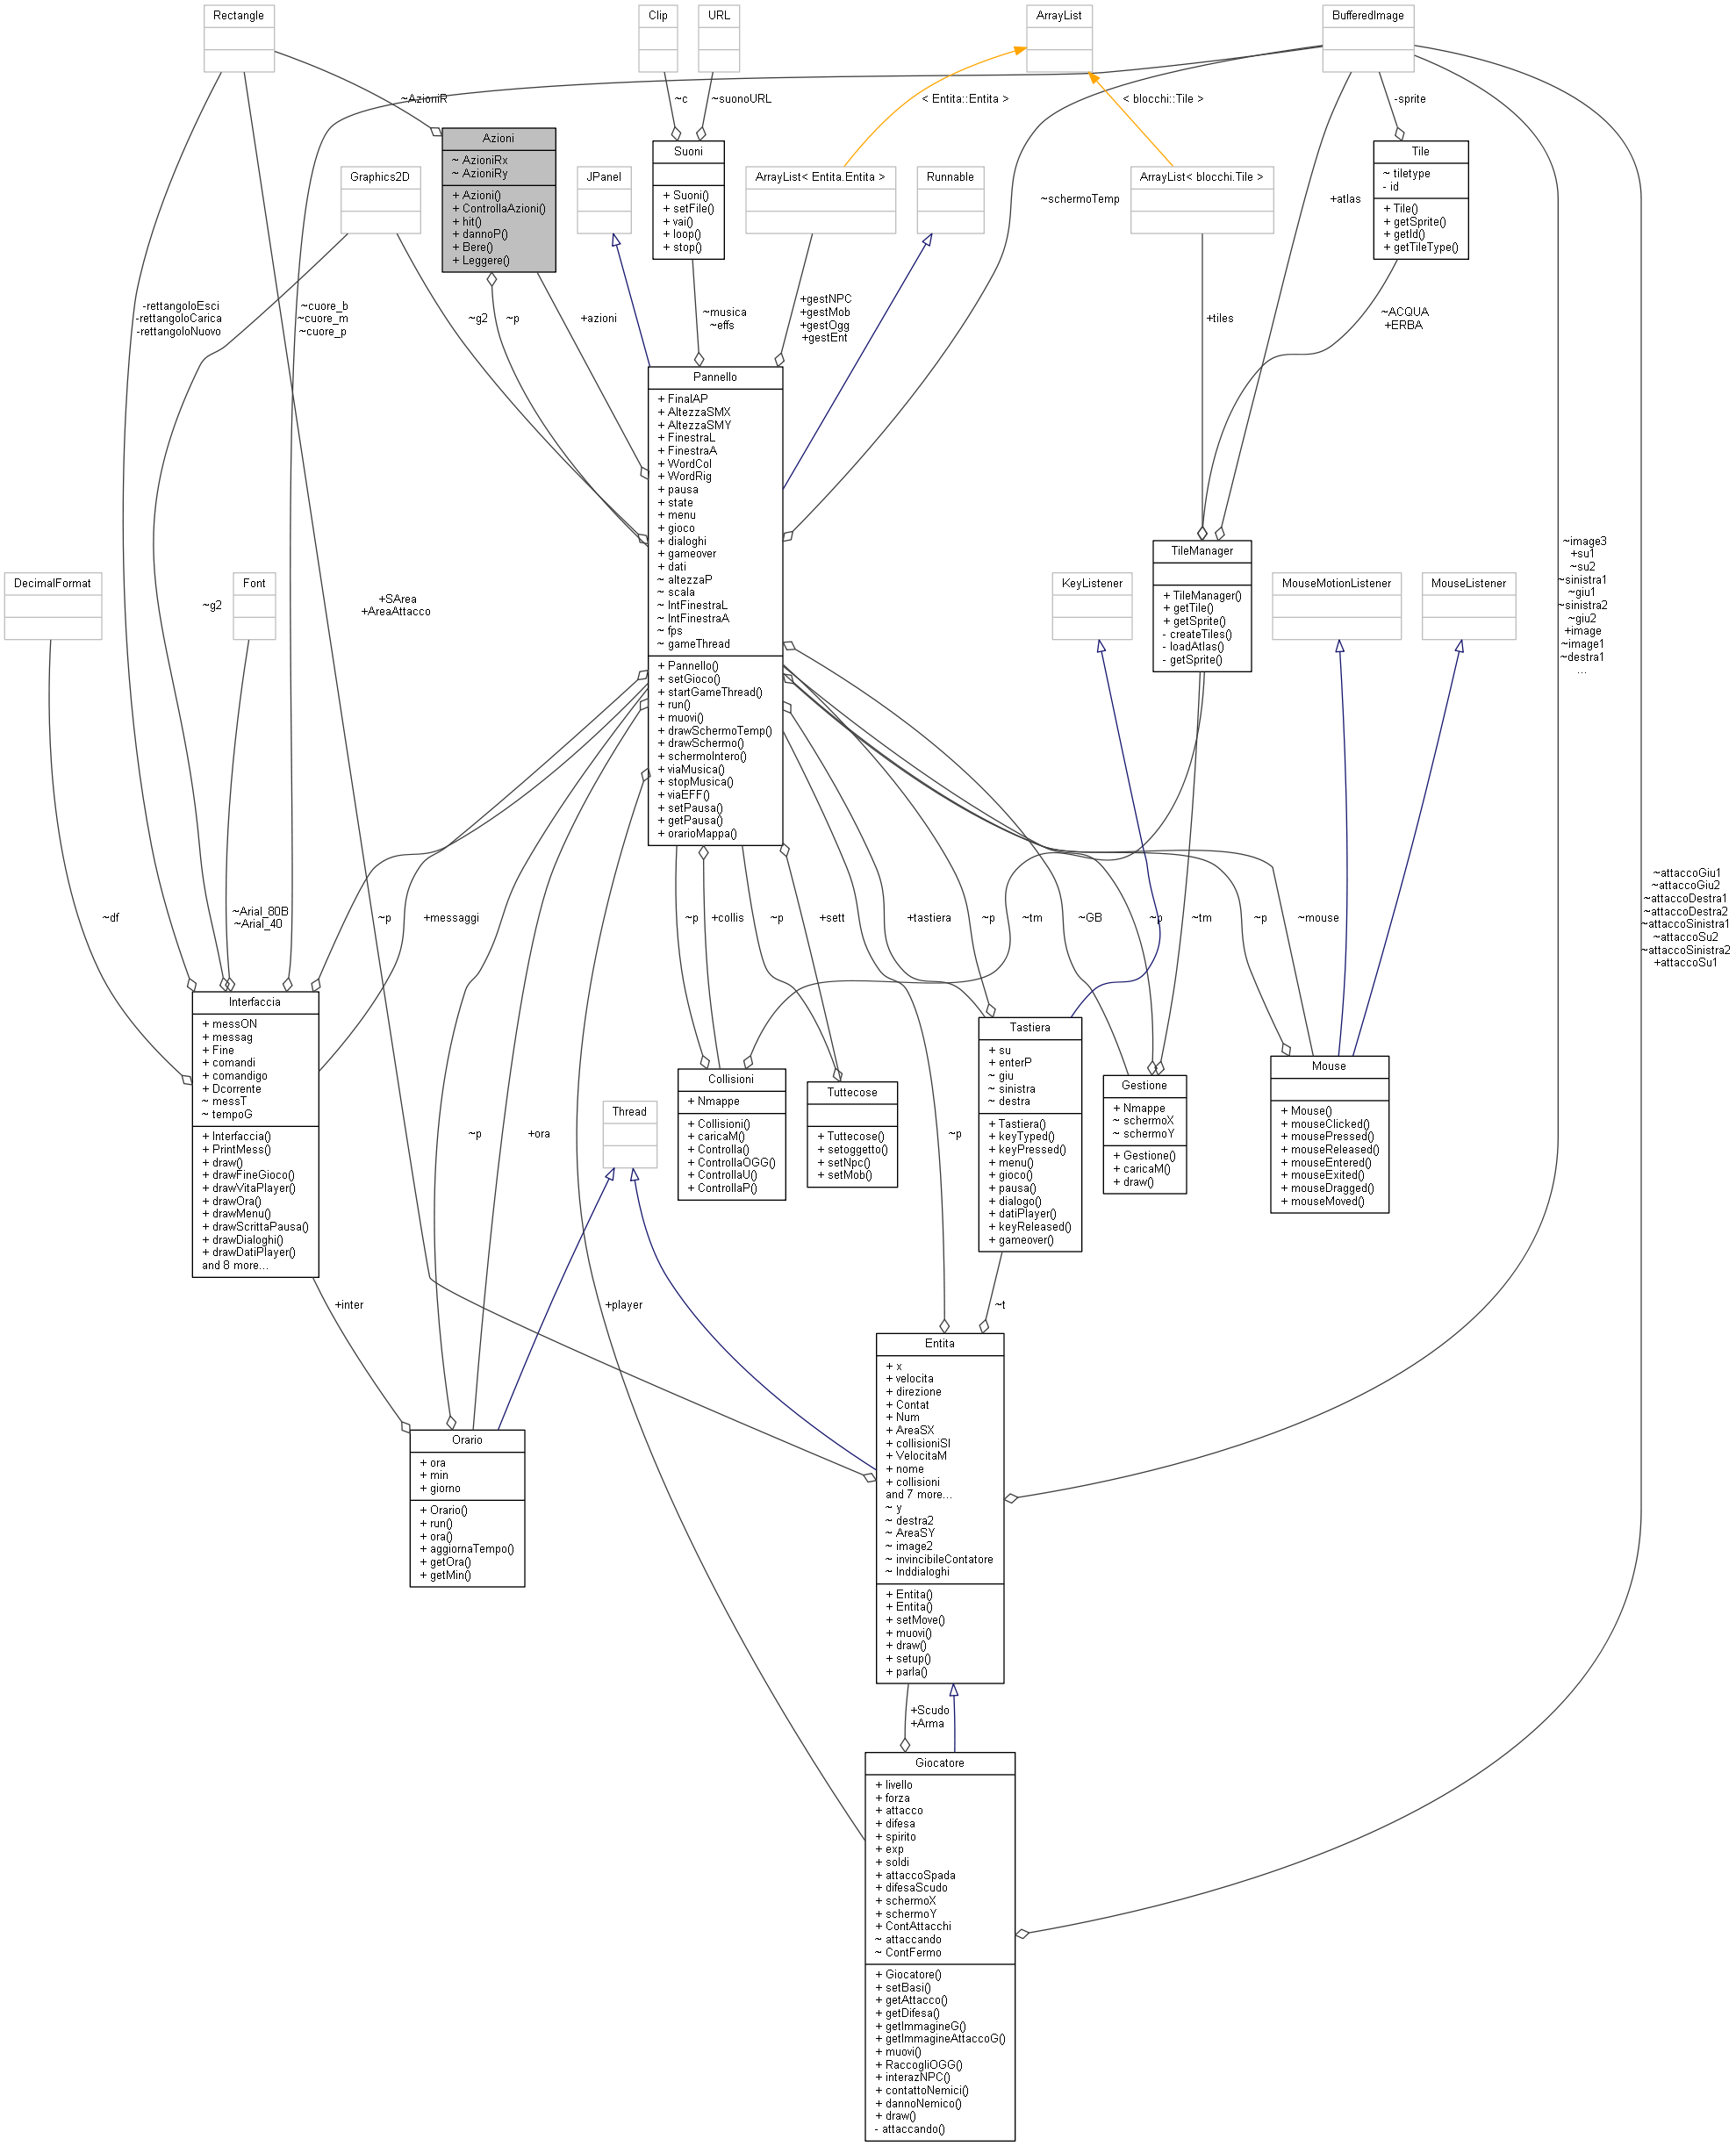 Rectangle
Clip
URL
ArrayList
BufferedImage
~AzioniR
~c
~suonoURL
< Entita::Entita >
< blocchi::Tile >
-sprite
Azioni
~ AzioniRx
~ AzioniRy
+ Azioni()
+ ControllaAzioni()
+ hit()
+ dannoP()
+ Bere()
+ Leggere()
Suoni
+ Suoni()
+ setFile()
+ vai()
+ loop()
+ stop()
Tile
~ tiletype
- id
+ Tile()
+ getSprite()
+ getId()
+ getTileType()
Graphics2D
JPanel
ArrayList< Entita.Entita >
Runnable
ArrayList< blocchi.Tile >
~schermoTemp
+atlas
-rettangoloEsci
-rettangoloCarica
-rettangoloNuovo
~cuore_b
~cuore_m
~cuore_p
~g2
~p
+azioni
~musica
~effs
+gestNPC
+gestMob
+gestOgg
+gestEnt
+tiles
~ACQUA
+ERBA
Pannello
+ FinalAP
+ AltezzaSMX
+ AltezzaSMY
+ FinestraL
+ FinestraA
+ WordCol
+ WordRig
+ pausa
+ state
+ menu
+ gioco
+ dialoghi
+ gameover
+ dati
~ altezzaP
~ scala
~ IntFinestraL
~ IntFinestraA
~ fps
~ gameThread
+ Pannello()
+ setGioco()
+ startGameThread()
+ run()
+ muovi()
+ drawSchermoTemp()
+ drawSchermo()
+ schermoIntero()
+ viaMusica()
+ stopMusica()
+ viaEFF()
+ setPausa()
+ getPausa()
+ orarioMappa()
TileManager
+ TileManager()
+ getTile()
+ getSprite()
- createTiles()
- loadAtlas()
- getSprite()
~image3
+su1
~su2
~sinistra1
~giu1
~sinistra2
~giu2
+image
~image1
~destra1
...
DecimalFormat
Font
~g2
+SArea
+AreaAttacco
KeyListener
MouseMotionListener
MouseListener
~df
~Arial_80B
~Arial_40
~p
+messaggi
~p
+collis
~p
+sett
+tastiera
~p
~tm
~GB
~p
~tm
~p
~mouse
~attaccoGiu1
~attaccoGiu2
~attaccoDestra1
~attaccoDestra2
~attaccoSinistra1
~attaccoSu2
~attaccoSinistra2
+attaccoSu1
Interfaccia
+ messON
+ messag
+ Fine
+ comandi
+ comandigo
+ Dcorrente
~ messT
~ tempoG
+ Interfaccia()
+ PrintMess()
+ draw()
+ drawFineGioco()
+ drawVitaPlayer()
+ drawOra()
+ drawMenu()
+ drawScrittaPausa()
+ drawDialoghi()
+ drawDatiPlayer()
and 8 more...
Thread
Collisioni
+ Nmappe
+ Collisioni()
+ caricaM()
+ Controlla()
+ ControllaOGG()
+ ControllaU()
+ ControllaP()
Tuttecose
+ Tuttecose()
+ setoggetto()
+ setNpc()
+ setMob()
Tastiera
+ su
+ enterP
~ giu
~ sinistra
~ destra
+ Tastiera()
+ keyTyped()
+ keyPressed()
+ menu()
+ gioco()
+ pausa()
+ dialogo()
+ datiPlayer()
+ keyReleased()
+ gameover()
Gestione
+ Nmappe
~ schermoX
~ schermoY
+ Gestione()
+ caricaM()
+ draw()
Mouse
+ Mouse()
+ mouseClicked()
+ mousePressed()
+ mouseReleased()
+ mouseEntered()
+ mouseExited()
+ mouseDragged()
+ mouseMoved()
~p
+ora
~p
+inter
+player
~t
Entita
+ x
+ velocita
+ direzione
+ Contat
+ Num
+ AreaSX
+ collisioniSI
+ VelocitaM
+ nome
+ collisioni
and 7 more...
~ y
~ destra2
~ AreaSY
~ image2
~ invincibileContatore
~ Inddialoghi
+ Entita()
+ Entita()
+ setMove()
+ muovi()
+ draw()
+ setup()
+ parla()
Orario
+ ora
+ min
+ giorno
+ Orario()
+ run()
+ ora()
+ aggiornaTempo()
+ getOra()
+ getMin()
+Scudo
+Arma
Giocatore
+ livello
+ forza
+ attacco
+ difesa
+ spirito
+ exp
+ soldi
+ attaccoSpada
+ difesaScudo
+ schermoX
+ schermoY
+ ContAttacchi
~ attaccando
~ ContFermo
+ Giocatore()
+ setBasi()
+ getAttacco()
+ getDifesa()
+ getImmagineG()
+ getImmagineAttaccoG()
+ muovi()
+ RaccogliOGG()
+ interazNPC()
+ contattoNemici()
+ dannoNemico()
+ draw()
- attaccando()